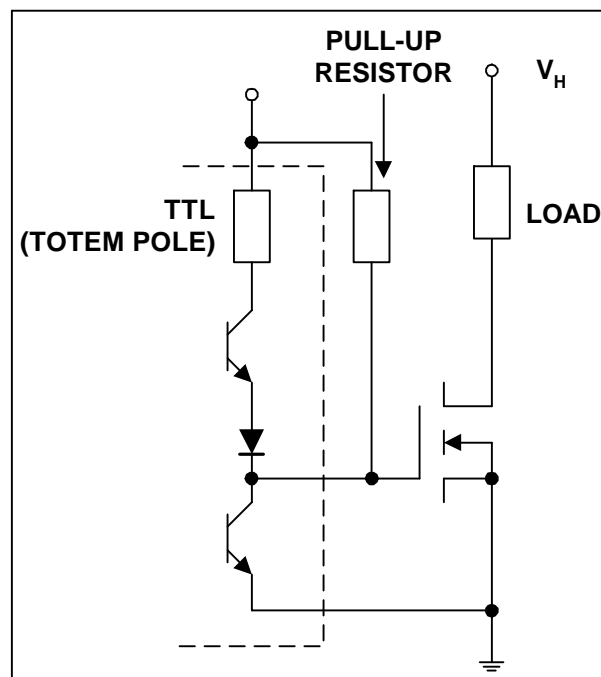 PULL-UP
RESISTOR
V_H
TTL
(TOTEM POLE)
LOAD